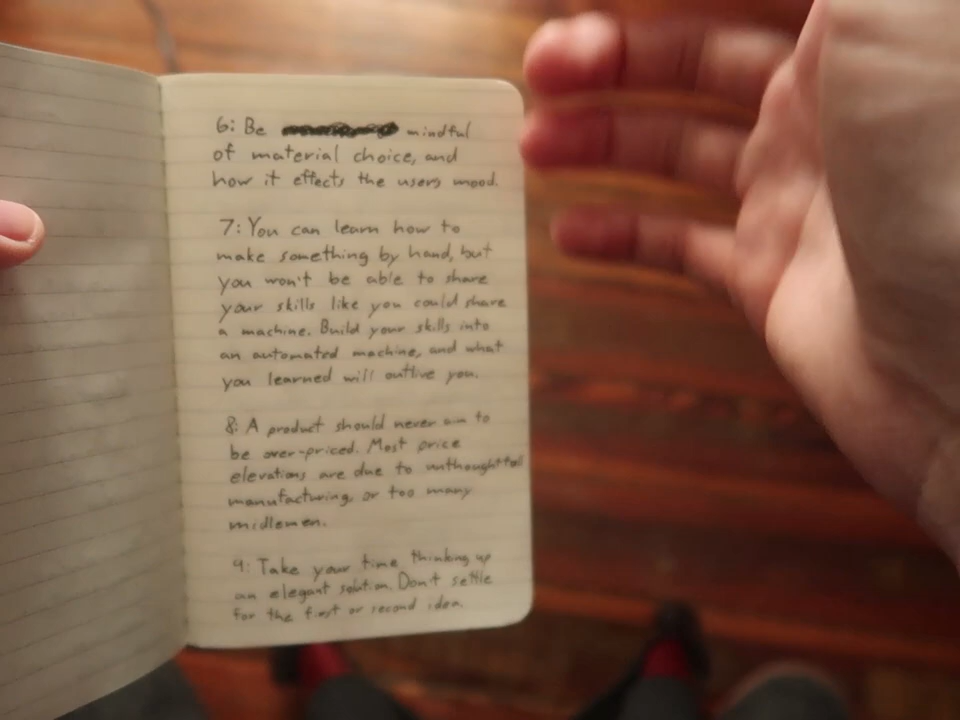 6: Be mindful
of material choice, and
how it effects the users mood.
7: You can learn how to
make something by hand, but
you won't be able to share
your skills like you could share
a machine. Build your skills into
an automated machine, and what
you learned will outlive you.
8: A product should never aim to
be over-priced. Most price
elevations are due to unthoughtfull
manufacturing, or too many
midlemen.
9: Take your time, thinking up
an elegant solution. Don't settle
for the first or second idea.